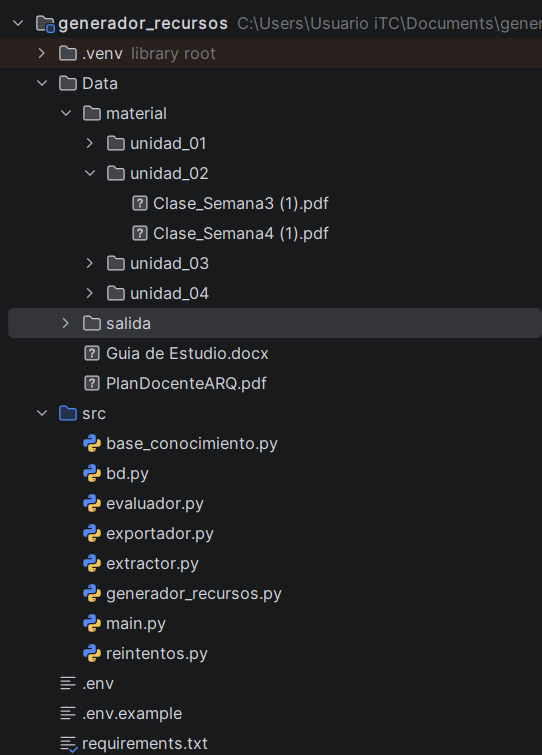 generador_recursos C:\Users\Usuario iTC\Documents\gener
.venv library root
Data
material
unidad_01
unidad_02
Clase_Semana3 (1).pdf
Clase_Semana4 (1).pdf
unidad_03
unidad_04
salida
Guia de Estudio.docx
PlanDocenteARQ.pdf
src
base_conocimiento.py
bd.py
evaluador.py
exportador.py
extractor.py
generador_recursos.py
main.py
reintentos.py
.env
.env.example
requirements.txt